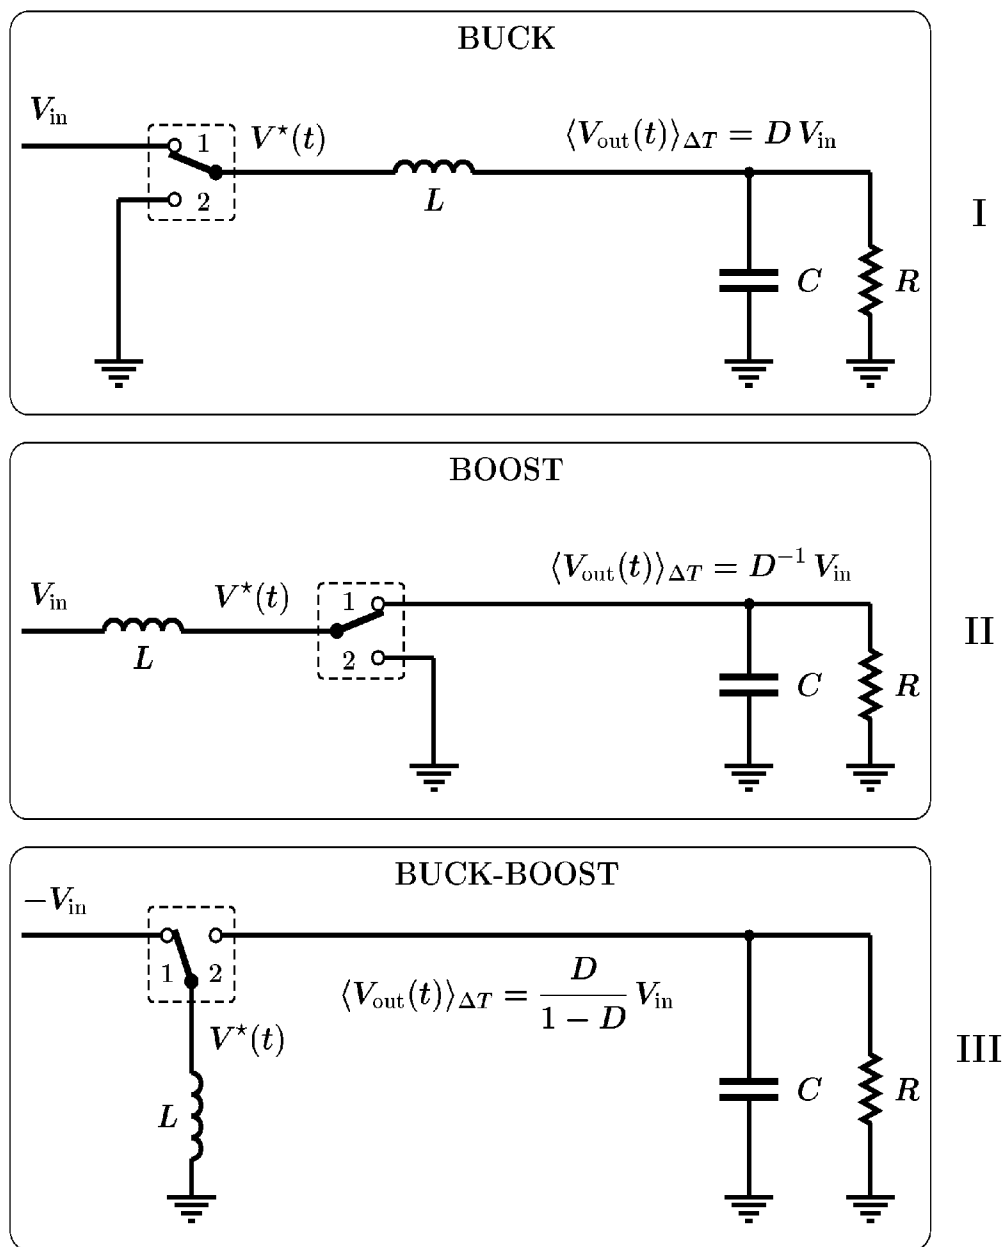 BUCK
V_in
1
V*(t)
⟨V_out(t)⟩_ΔT = D V_in
2
L
C
R
I
BOOST
⟨V_out(t)⟩_ΔT = D^−1 V_in
V_in
V*(t)
1
L
2
C
R
II
BUCK-BOOST
−V_in
1 2
⟨V_out(t)⟩_ΔT = D / (1 − D) V_in
V*(t)
L
C
R
III